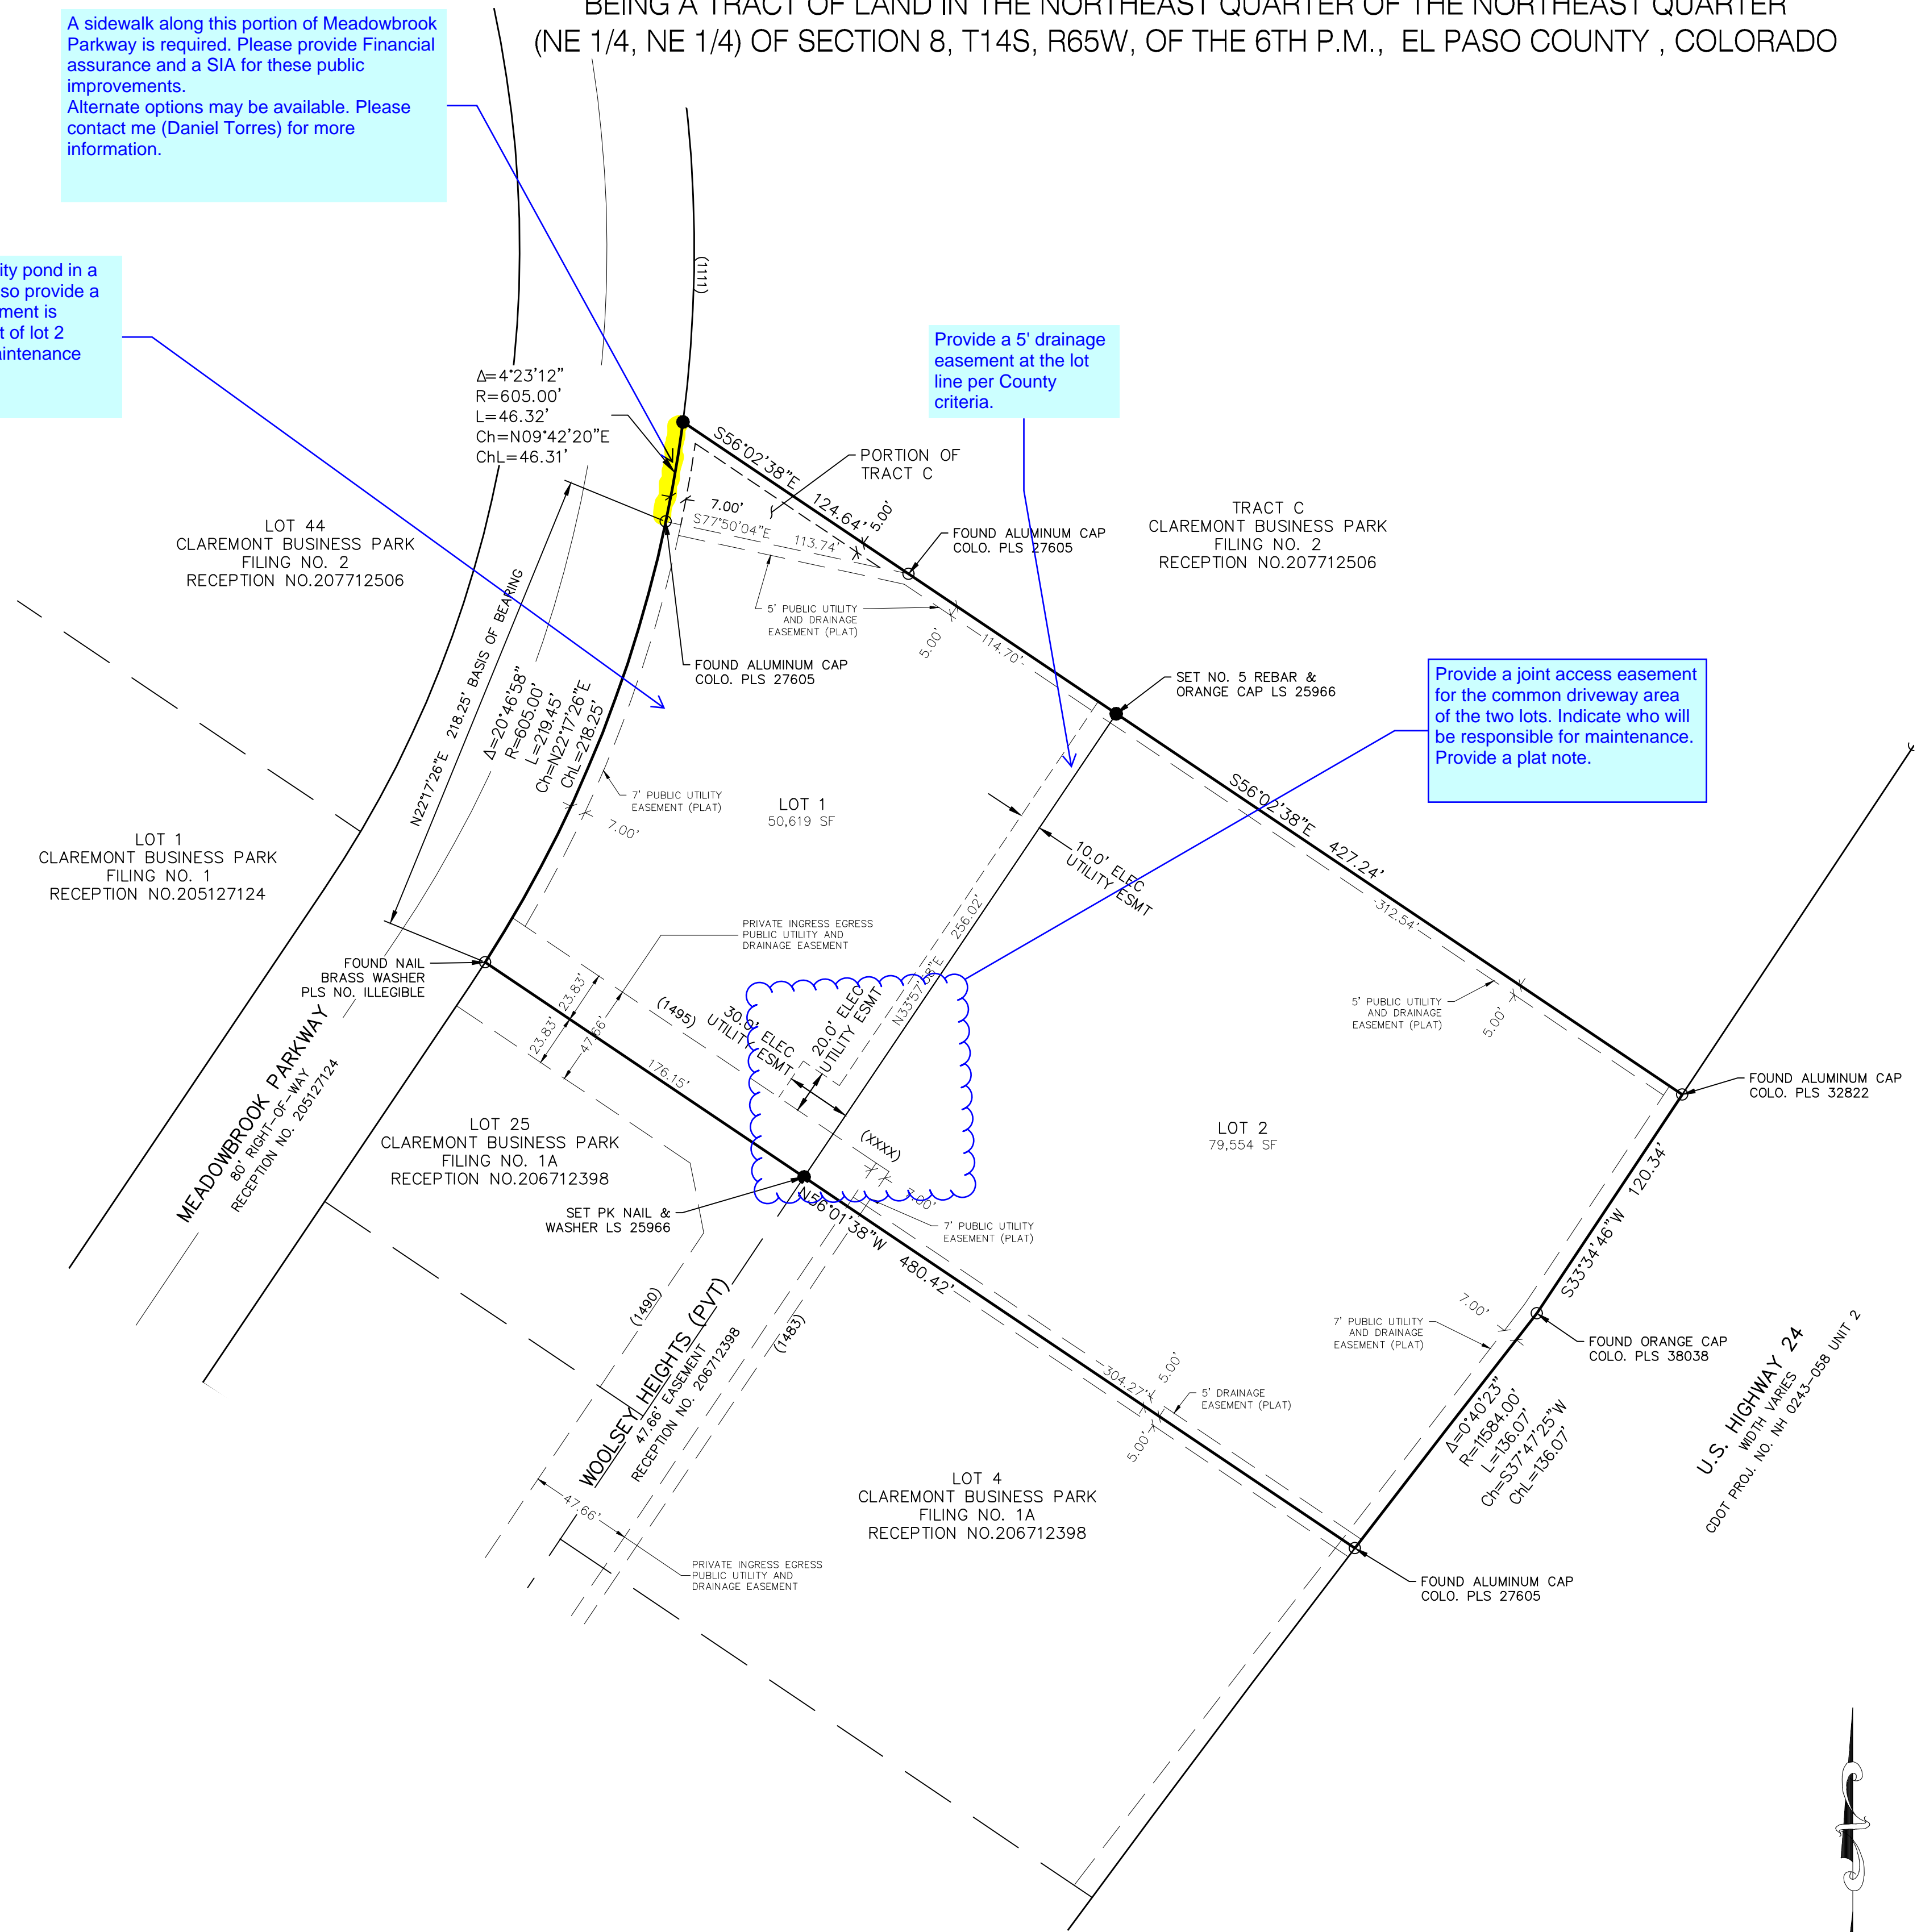 BEING A TRACT OF LAND IN THE NORTHEAST QUARTER OF THE NORTHEAST QUARTER
(NE 1/4, NE 1/4) OF SECTION 8, T14S, R65W, OF THE 6TH P.M., EL PASO COUNTY , COLORADO
A sidewalk along this portion of Meadowbrook
Parkway is required. Please provide Financial
assurance and a SIA for these public
improvements.
Alternate options may be available. Please
contact me (Daniel Torres) for more
information.
ity pond in a
so provide a
ment is
t of lot 2
aintenance
(1111)
Provide a 5' drainage
easement at the lot
line per County
criteria.
Δ=4°23'12"
R=605.00'
L=46.32'
Ch=N09°42'20"E
ChL=46.31'
S56°02'38"E 124.64'
5.00'
PORTION OF
TRACT C
7.00'
S77°50'04"E 113.74'
FOUND ALUMINUM CAP
COLO. PLS 27605
TRACT C
CLAREMONT BUSINESS PARK
FILING NO. 2
RECEPTION NO.207712506
LOT 44
CLAREMONT BUSINESS PARK
FILING NO. 2
RECEPTION NO.207712506
5' PUBLIC UTILITY
AND DRAINAGE
EASEMENT (PLAT)
5.00'
114.70'
FOUND ALUMINUM CAP
COLO. PLS 27605
SET NO. 5 REBAR &
ORANGE CAP LS 25966
Provide a joint access easement
for the common driveway area
of the two lots. Indicate who will
be responsible for maintenance.
Provide a plat note.
N22°17'26"E 218.25' BASIS OF BEARING
Δ=20°46'58"
R=605.00'
L=219.45'
Ch=N22°17'26"E
ChL=218.25'
7' PUBLIC UTILITY
EASEMENT (PLAT)
7.00'
LOT 1
50,619 SF
S56°02'38"E 427.24'
312.54'
10.0' ELEC
UTILITY ESMT
LOT 1
CLAREMONT BUSINESS PARK
FILING NO. 1
RECEPTION NO.205127124
N33°57'58"E 256.02'
PRIVATE INGRESS EGRESS
PUBLIC UTILITY AND
DRAINAGE EASEMENT
FOUND NAIL
BRASS WASHER
PLS NO. ILLEGIBLE
23.83'
23.83'
47.66'
(1495)
30.0' ELEC
UTILITY ESMT
20.0' ELEC
UTILITY ESMT
5' PUBLIC UTILITY
AND DRAINAGE
EASEMENT (PLAT)
5.00'
176.15'
MEADOWBROOK PARKWAY
80' RIGHT-OF-WAY
RECEPTION NO. 205127124
FOUND ALUMINUM CAP
COLO. PLS 32822
LOT 25
CLAREMONT BUSINESS PARK
FILING NO. 1A
RECEPTION NO.206712398
(XXXX)
LOT 2
79,554 SF
7.00'
SET PK NAIL &
WASHER LS 25966
7' PUBLIC UTILITY
EASEMENT (PLAT)
N56°01'38"W 480.42'
S33°34'46"W 120.34'
(1490)
WOOLSEY HEIGHTS (PVT)
47.66' EASEMENT
RECEPTION NO. 206712398
(1483)
7.00'
7' PUBLIC UTILITY
AND DRAINAGE
EASEMENT (PLAT)
FOUND ORANGE CAP
COLO. PLS 38038
304.27'
5.00'
5' DRAINAGE
EASEMENT (PLAT)
5.00'
Δ=0°40'23"
R=11584.00'
L=136.07'
Ch=S37°47'25"W
ChL=136.07'
U.S. HIGHWAY 24
WIDTH VARIES
CDOT PROJ. NO. NH 0243-058 UNIT 2
LOT 4
CLAREMONT BUSINESS PARK
FILING NO. 1A
RECEPTION NO.206712398
47.66'
PRIVATE INGRESS EGRESS
PUBLIC UTILITY AND
DRAINAGE EASEMENT
FOUND ALUMINUM CAP
COLO. PLS 27605